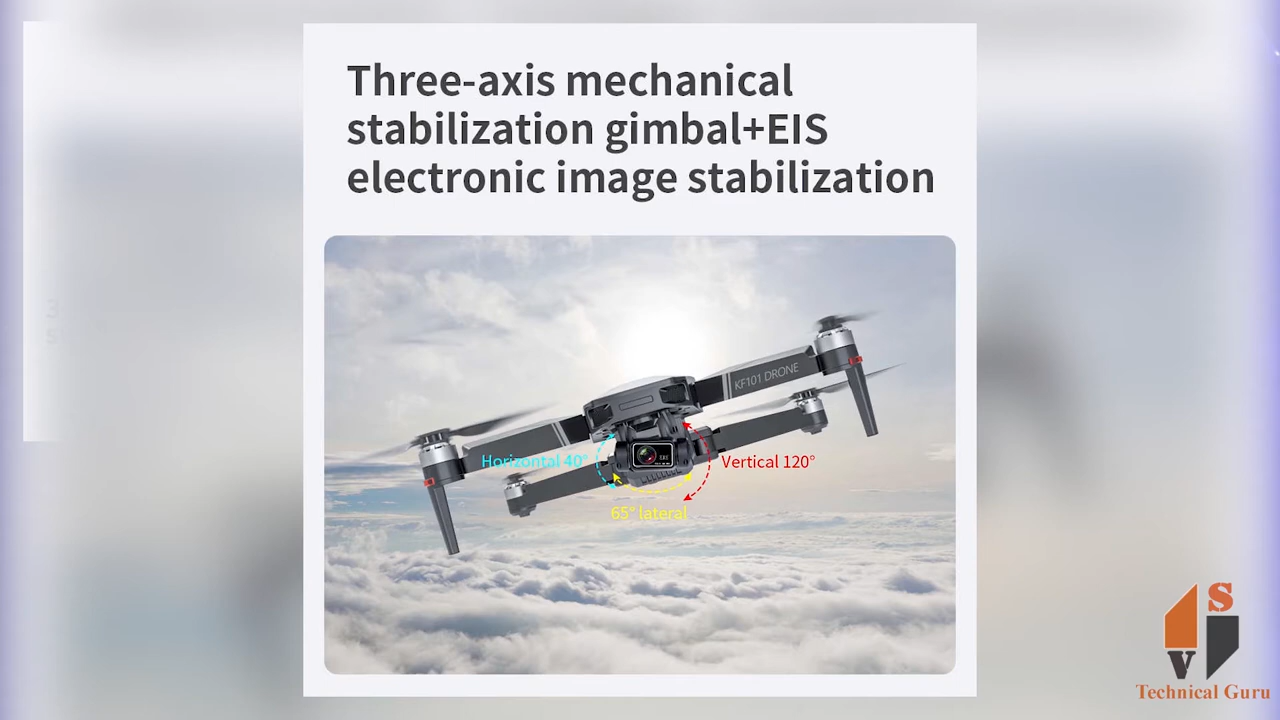 Three-axis mechanical
stabilization gimbal+EIS
electronic image stabilization
KF101 DRONE
Horizontal 40°
Vertical 120°
65° lateral
S
V
Technical Guru